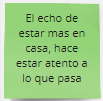 El echo de
estar mas en
casa, hace
estar atento a
lo que pasa